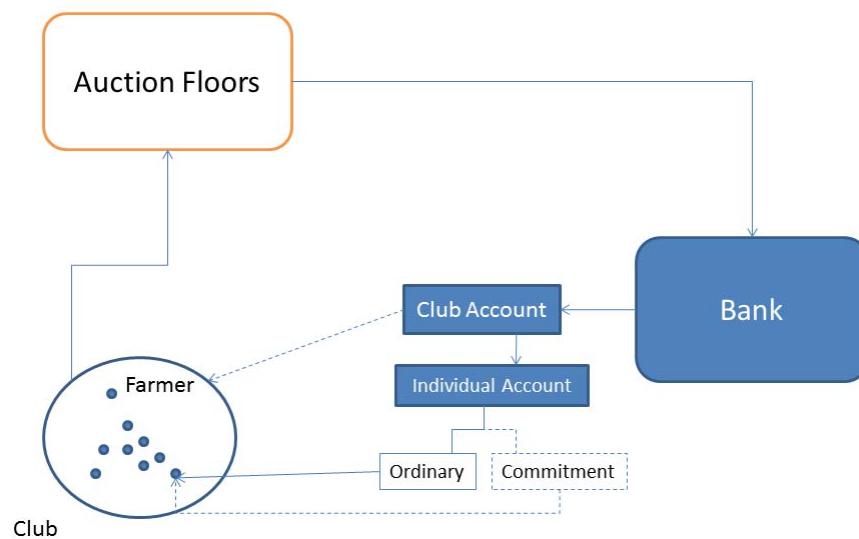 Auction Floors
Bank
Club Account
Farmer
Individual Account
Ordinary
Commitment
Club